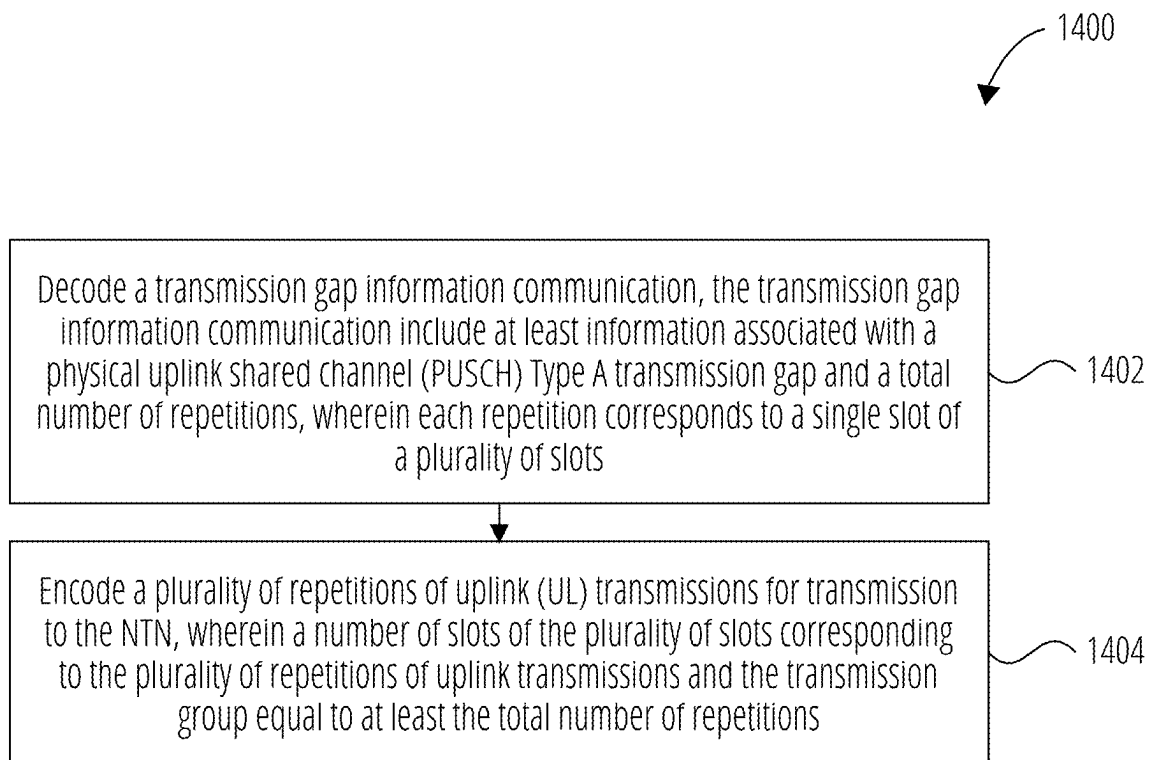 1400
Decode a transmission gap information communication, the transmission gap
information communication include at least information associated with a
physical uplink shared channel (PUSCH) Type A transmission gap and a total
number of repetitions, wherein each repetition corresponds to a single slot of
a plurality of slots
1402
Encode a plurality of repetitions of uplink (UL) transmissions for transmission
to the NTN, wherein a number of slots of the plurality of slots corresponding
to the plurality of repetitions of uplink transmissions and the transmission
group equal to at least the total number of repetitions
1404